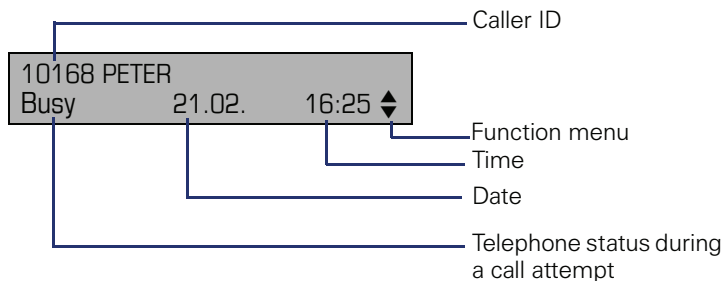 Caller ID
10168 PETER
Busy 21.02. 16:25
Function menu
Time
Date
Telephone status during
a call attempt